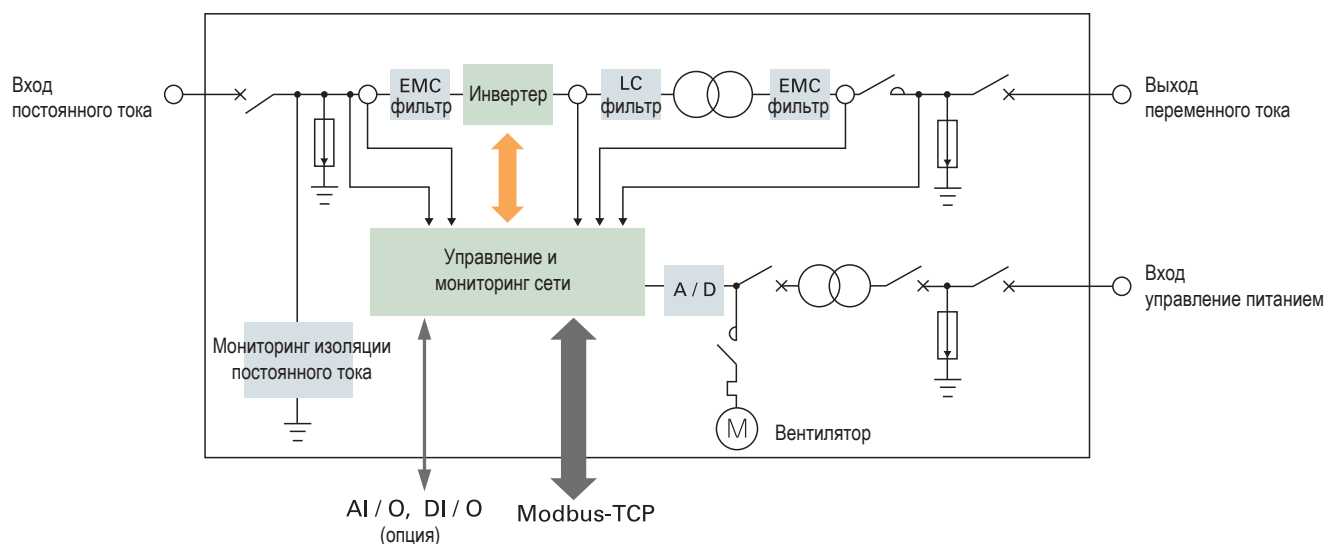 Вход
постоянного тока
EMC
фильтр
Инвертер
LC
фильтр
EMC
фильтр
Выход
переменного тока
Управление и
мониторинг сети
A / D
Вход
управление питанием
Мониторинг изоляции
постоянного тока
M
Вентилятор
AI / O, DI / O
(опция)
Modbus-TCP